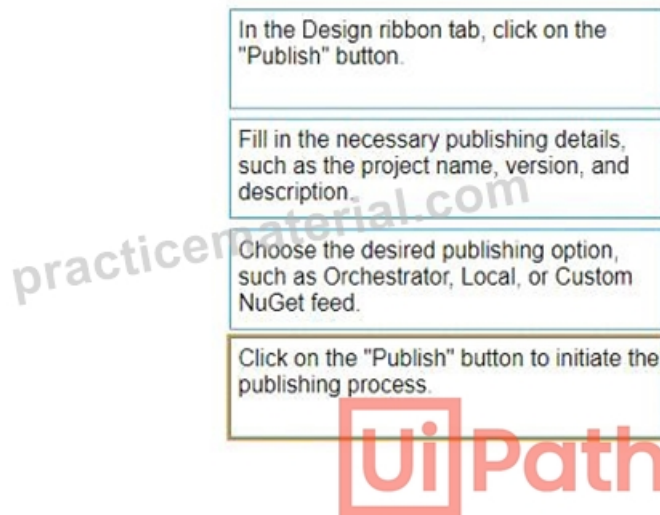 In the Design ribbon tab, click on the
"Publish" button.
Fill in the necessary publishing details,
such as the project name, version, and
description.
practicematerial.com
Choose the desired publishing option,
such as Orchestrator, Local, or Custom
NuGet feed.
Click on the "Publish" button to initiate the
publishing process.
UiPath